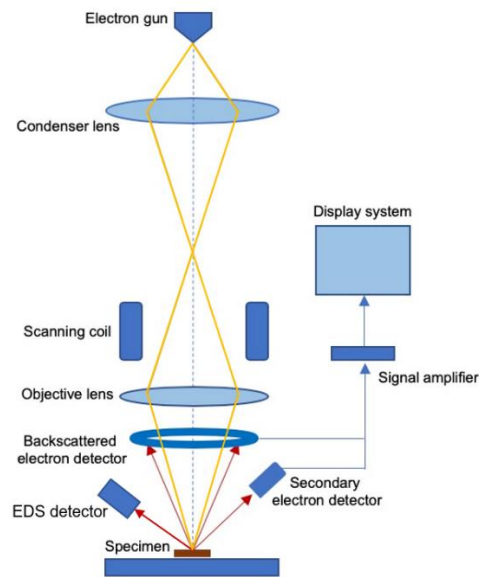 Electron gun
Condenser lens
Display system
Scanning coil
Signal amplifier
Objective lens
Backscattered
electron detector
Secondary
electron detector
EDS detector
Specimen